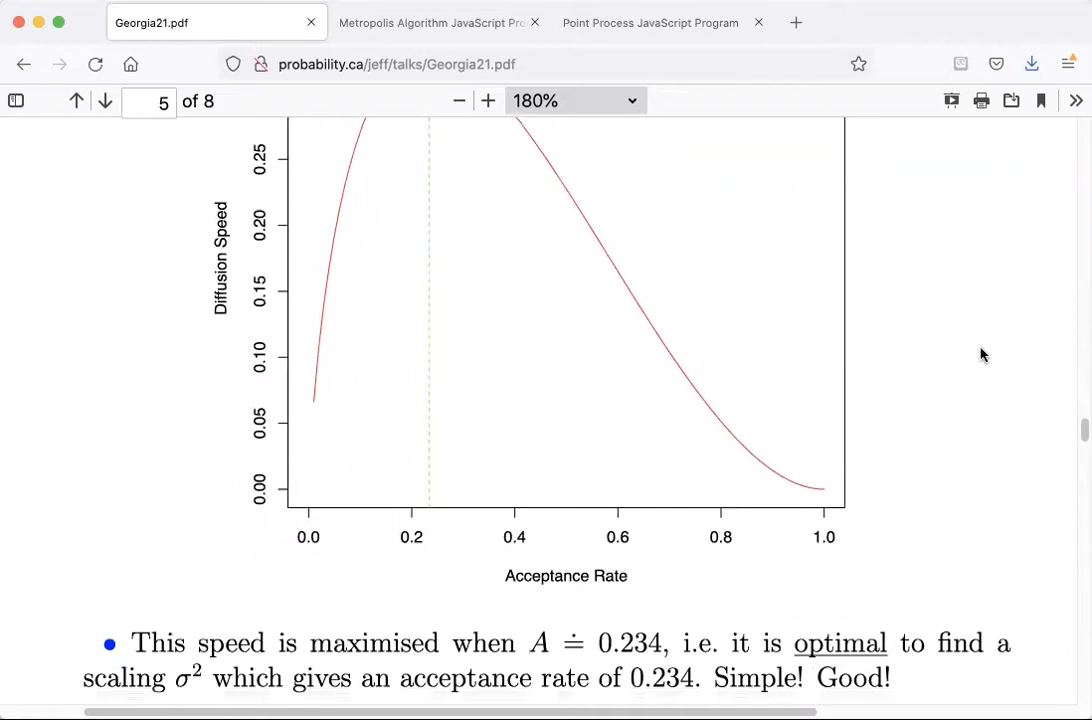 Georgia21.pdf
Metropolis Algorithm JavaScript Pro
Point Process JavaScript Program
probability.ca/jeff/talks/Georgia21.pdf
5 of 8
180%
0.25
0.20
0.15
0.10
0.05
0.00
Diffusion Speed
0.0 0.2 0.4 0.6 0.8 1.0
Acceptance Rate
• This speed is maximised when A ≐ 0.234, i.e. it is optimal to find a
scaling σ² which gives an acceptance rate of 0.234. Simple! Good!